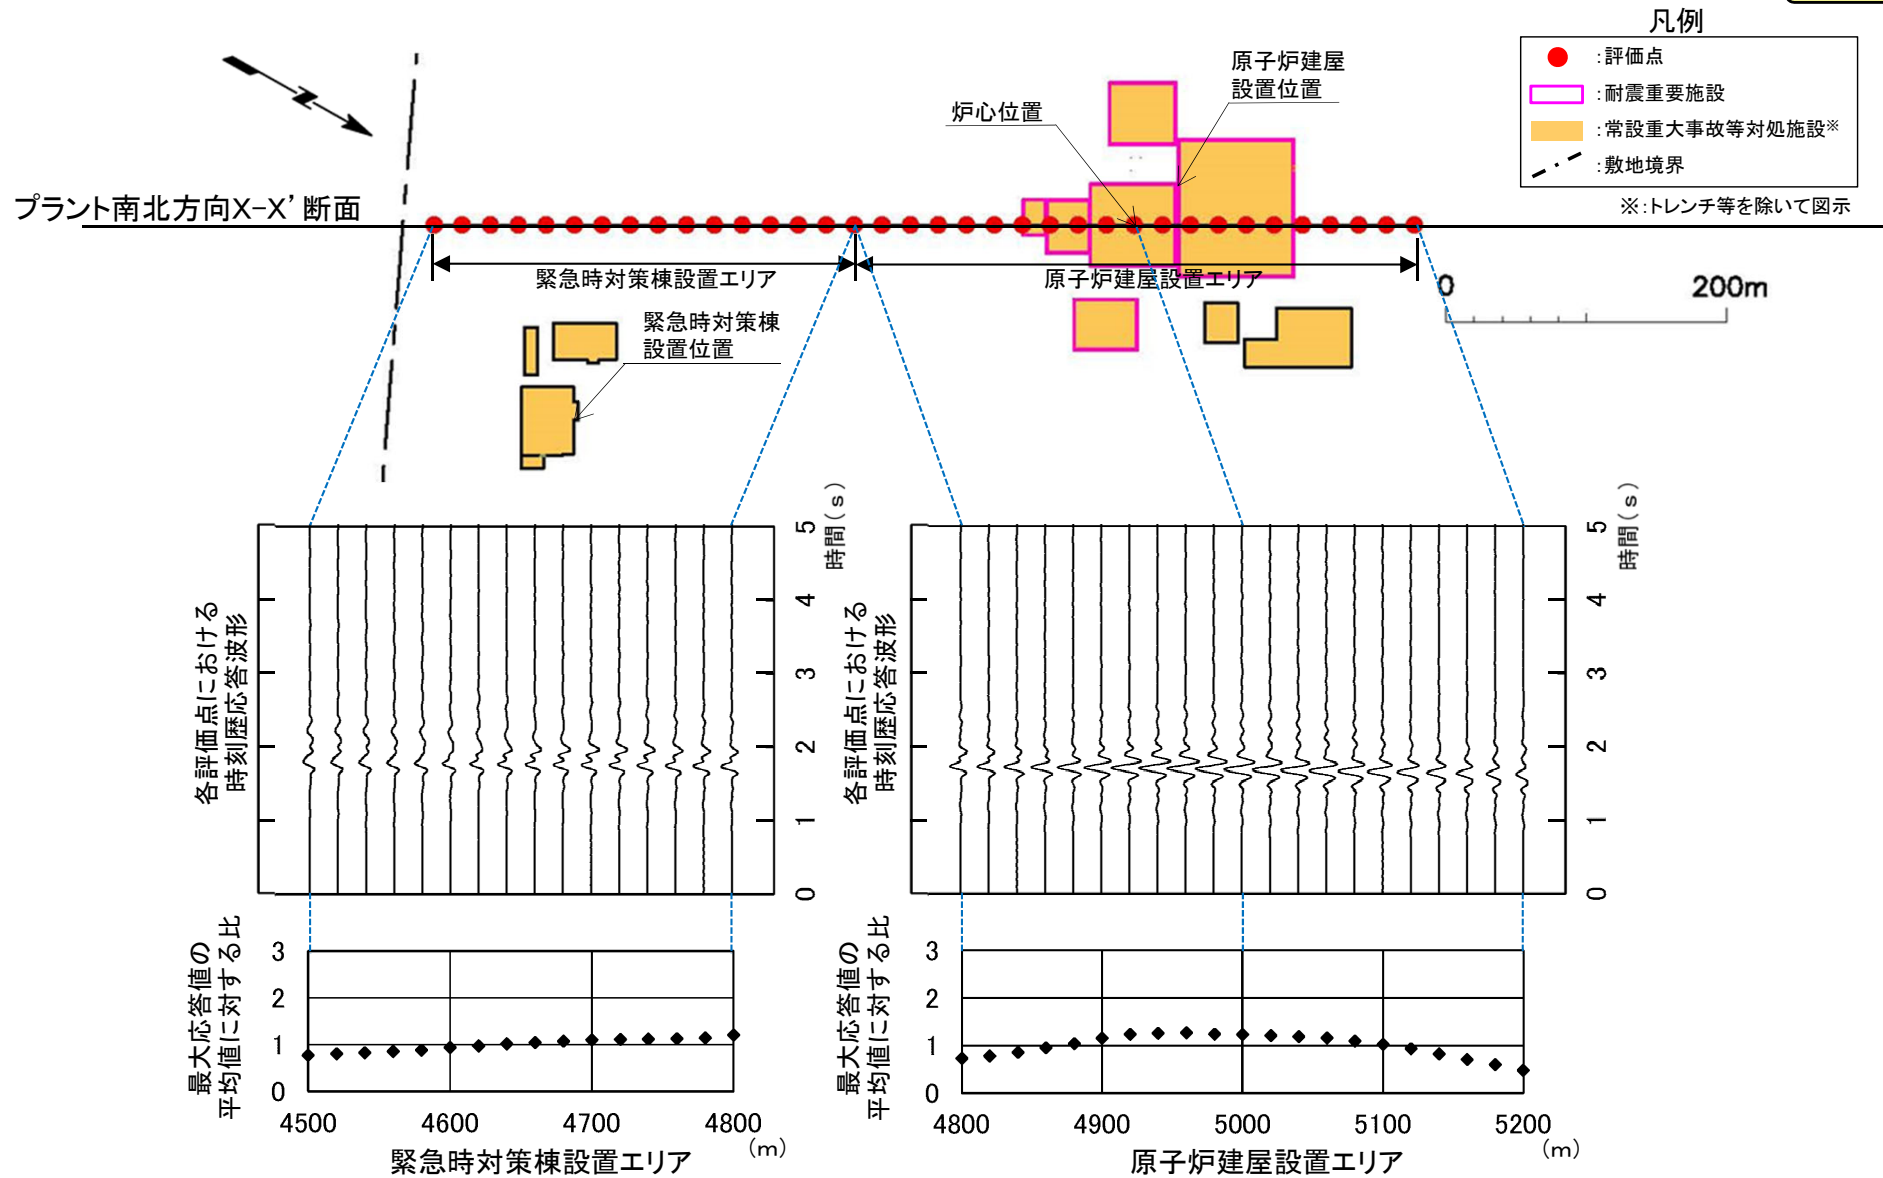 凡例
:評価点
:耐震重要施設
:常設重大事故等対処施設※
:敷地境界
※:トレンチ等を除いて図示
原子炉建屋
設置位置
炉心位置
プラント南北方向X-X’断面
緊急時対策棟設置エリア
原子炉建屋設置エリア
0 200m
緊急時対策棟
設置位置
各評価点における
時刻歴応答波形
時間(s)
5
4
3
2
1
0
各評価点における
時刻歴応答波形
時間(s)
5
4
3
2
1
0
最大応答値の
平均値に対する比
3
2
1
0
4500 4600 4700 4800
(m)
緊急時対策棟設置エリア
最大応答値の
平均値に対する比
3
2
1
0
4800 4900 5000 5100 5200
(m)
原子炉建屋設置エリア